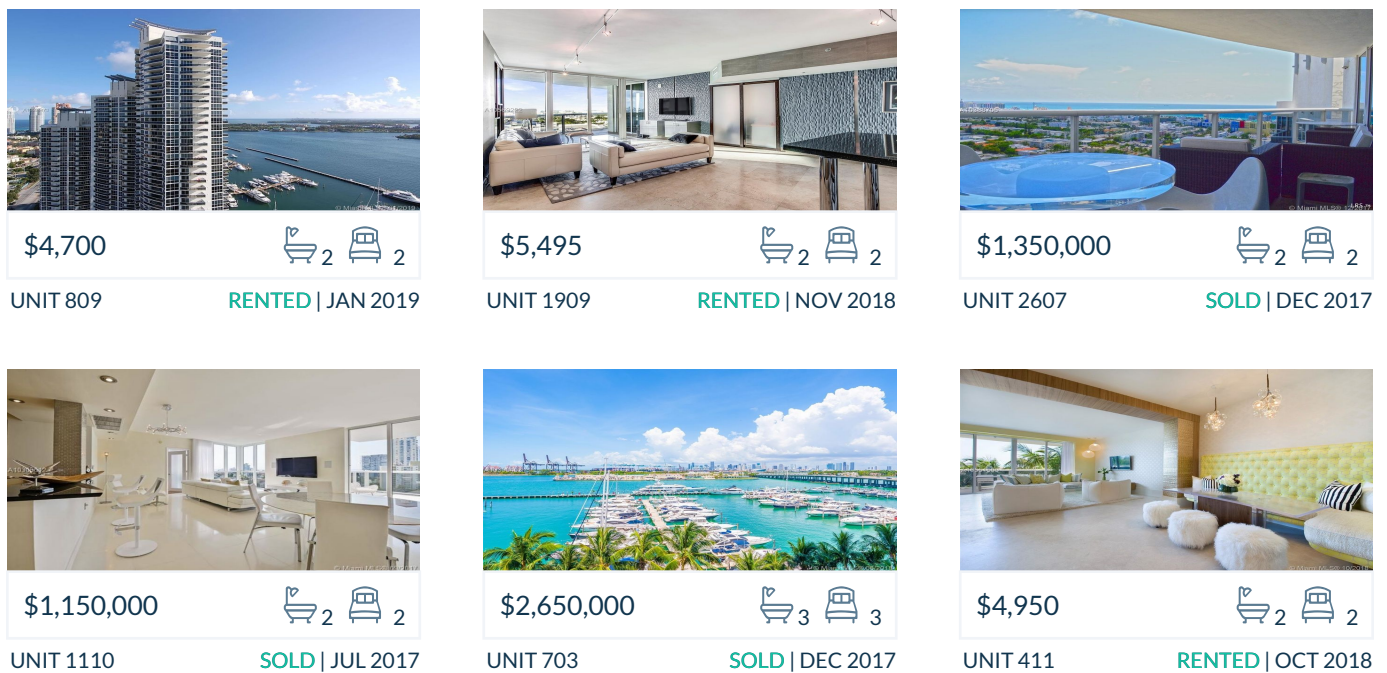 $4,700 2 2
UNIT 809 RENTED | JAN 2019
$5,495 2 2
UNIT 1909 RENTED | NOV 2018
$1,350,000 2 2
UNIT 2607 SOLD | DEC 2017
$1,150,000 2 2
UNIT 1110 SOLD | JUL 2017
$2,650,000 3 3
UNIT 703 SOLD | DEC 2017
$4,950 2 2
UNIT 411 RENTED | OCT 2018